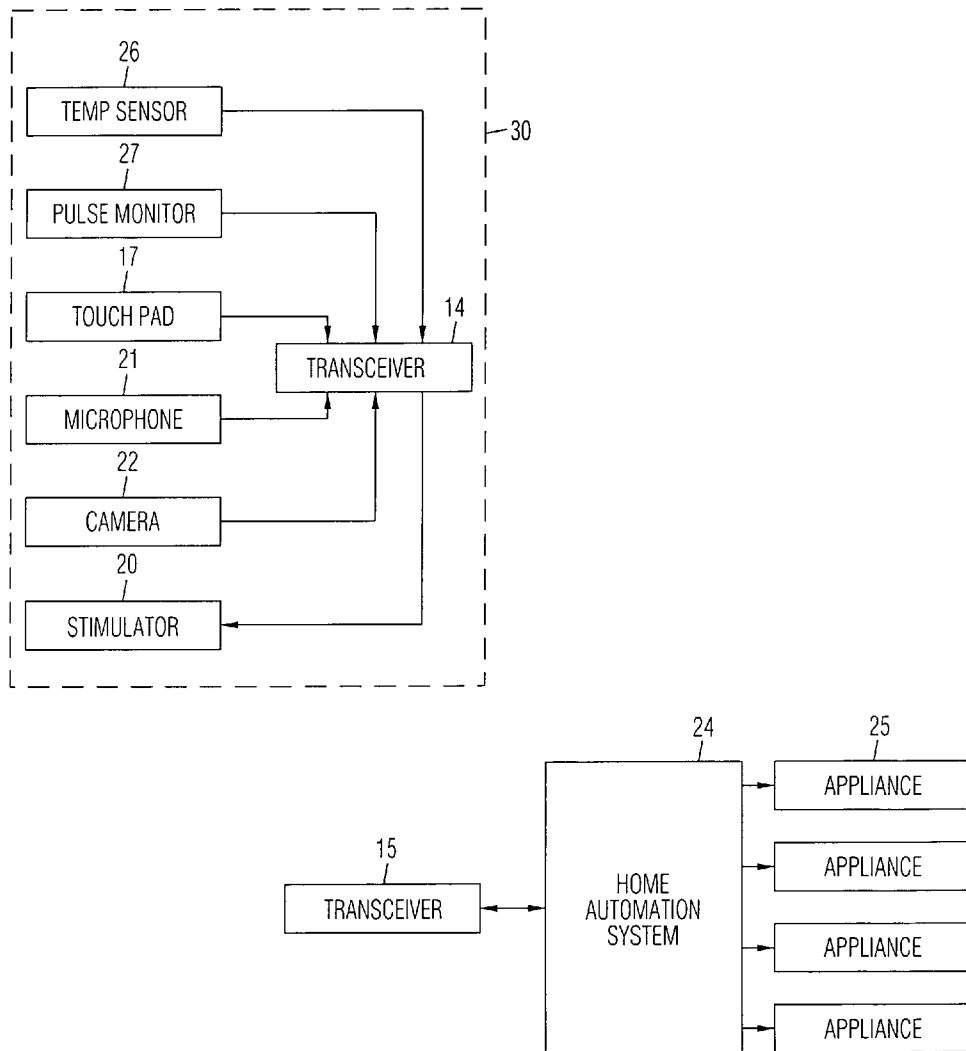 26
TEMP SENSOR
30
27
PULSE MONITOR
17
14
TOUCH PAD
TRANSCEIVER
21
MICROPHONE
22
CAMERA
20
STIMULATOR
24
25
APPLIANCE
15
APPLIANCE
TRANSCEIVER
HOME
AUTOMATION
SYSTEM
APPLIANCE
APPLIANCE